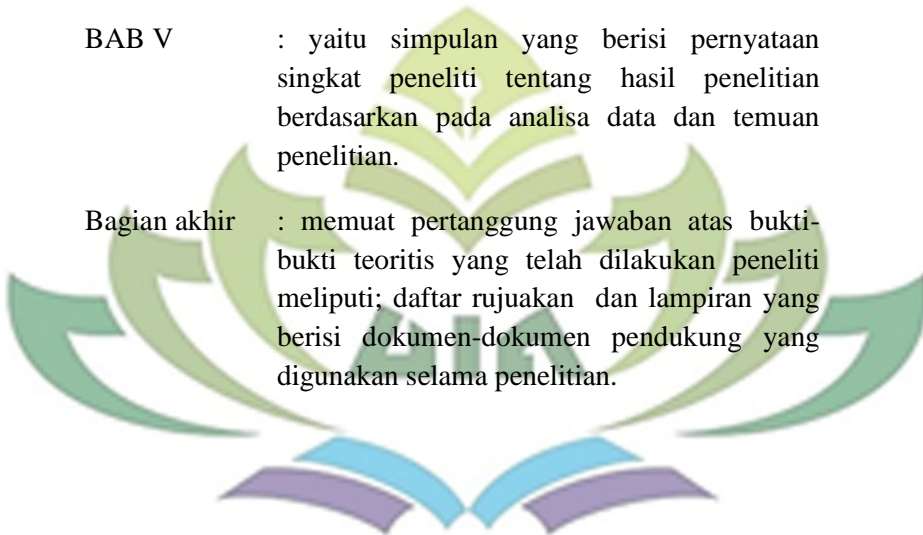 BAB V : yaitu simpulan yang berisi pernyataan
singkat peneliti tentang hasil penelitian
berdasarkan pada analisa data dan temuan
penelitian.
Bagian akhir : memuat pertanggung jawaban atas bukti-
bukti teoritis yang telah dilakukan peneliti
meliputi; daftar rujuakan dan lampiran yang
berisi dokumen-dokumen pendukung yang
digunakan selama penelitian.